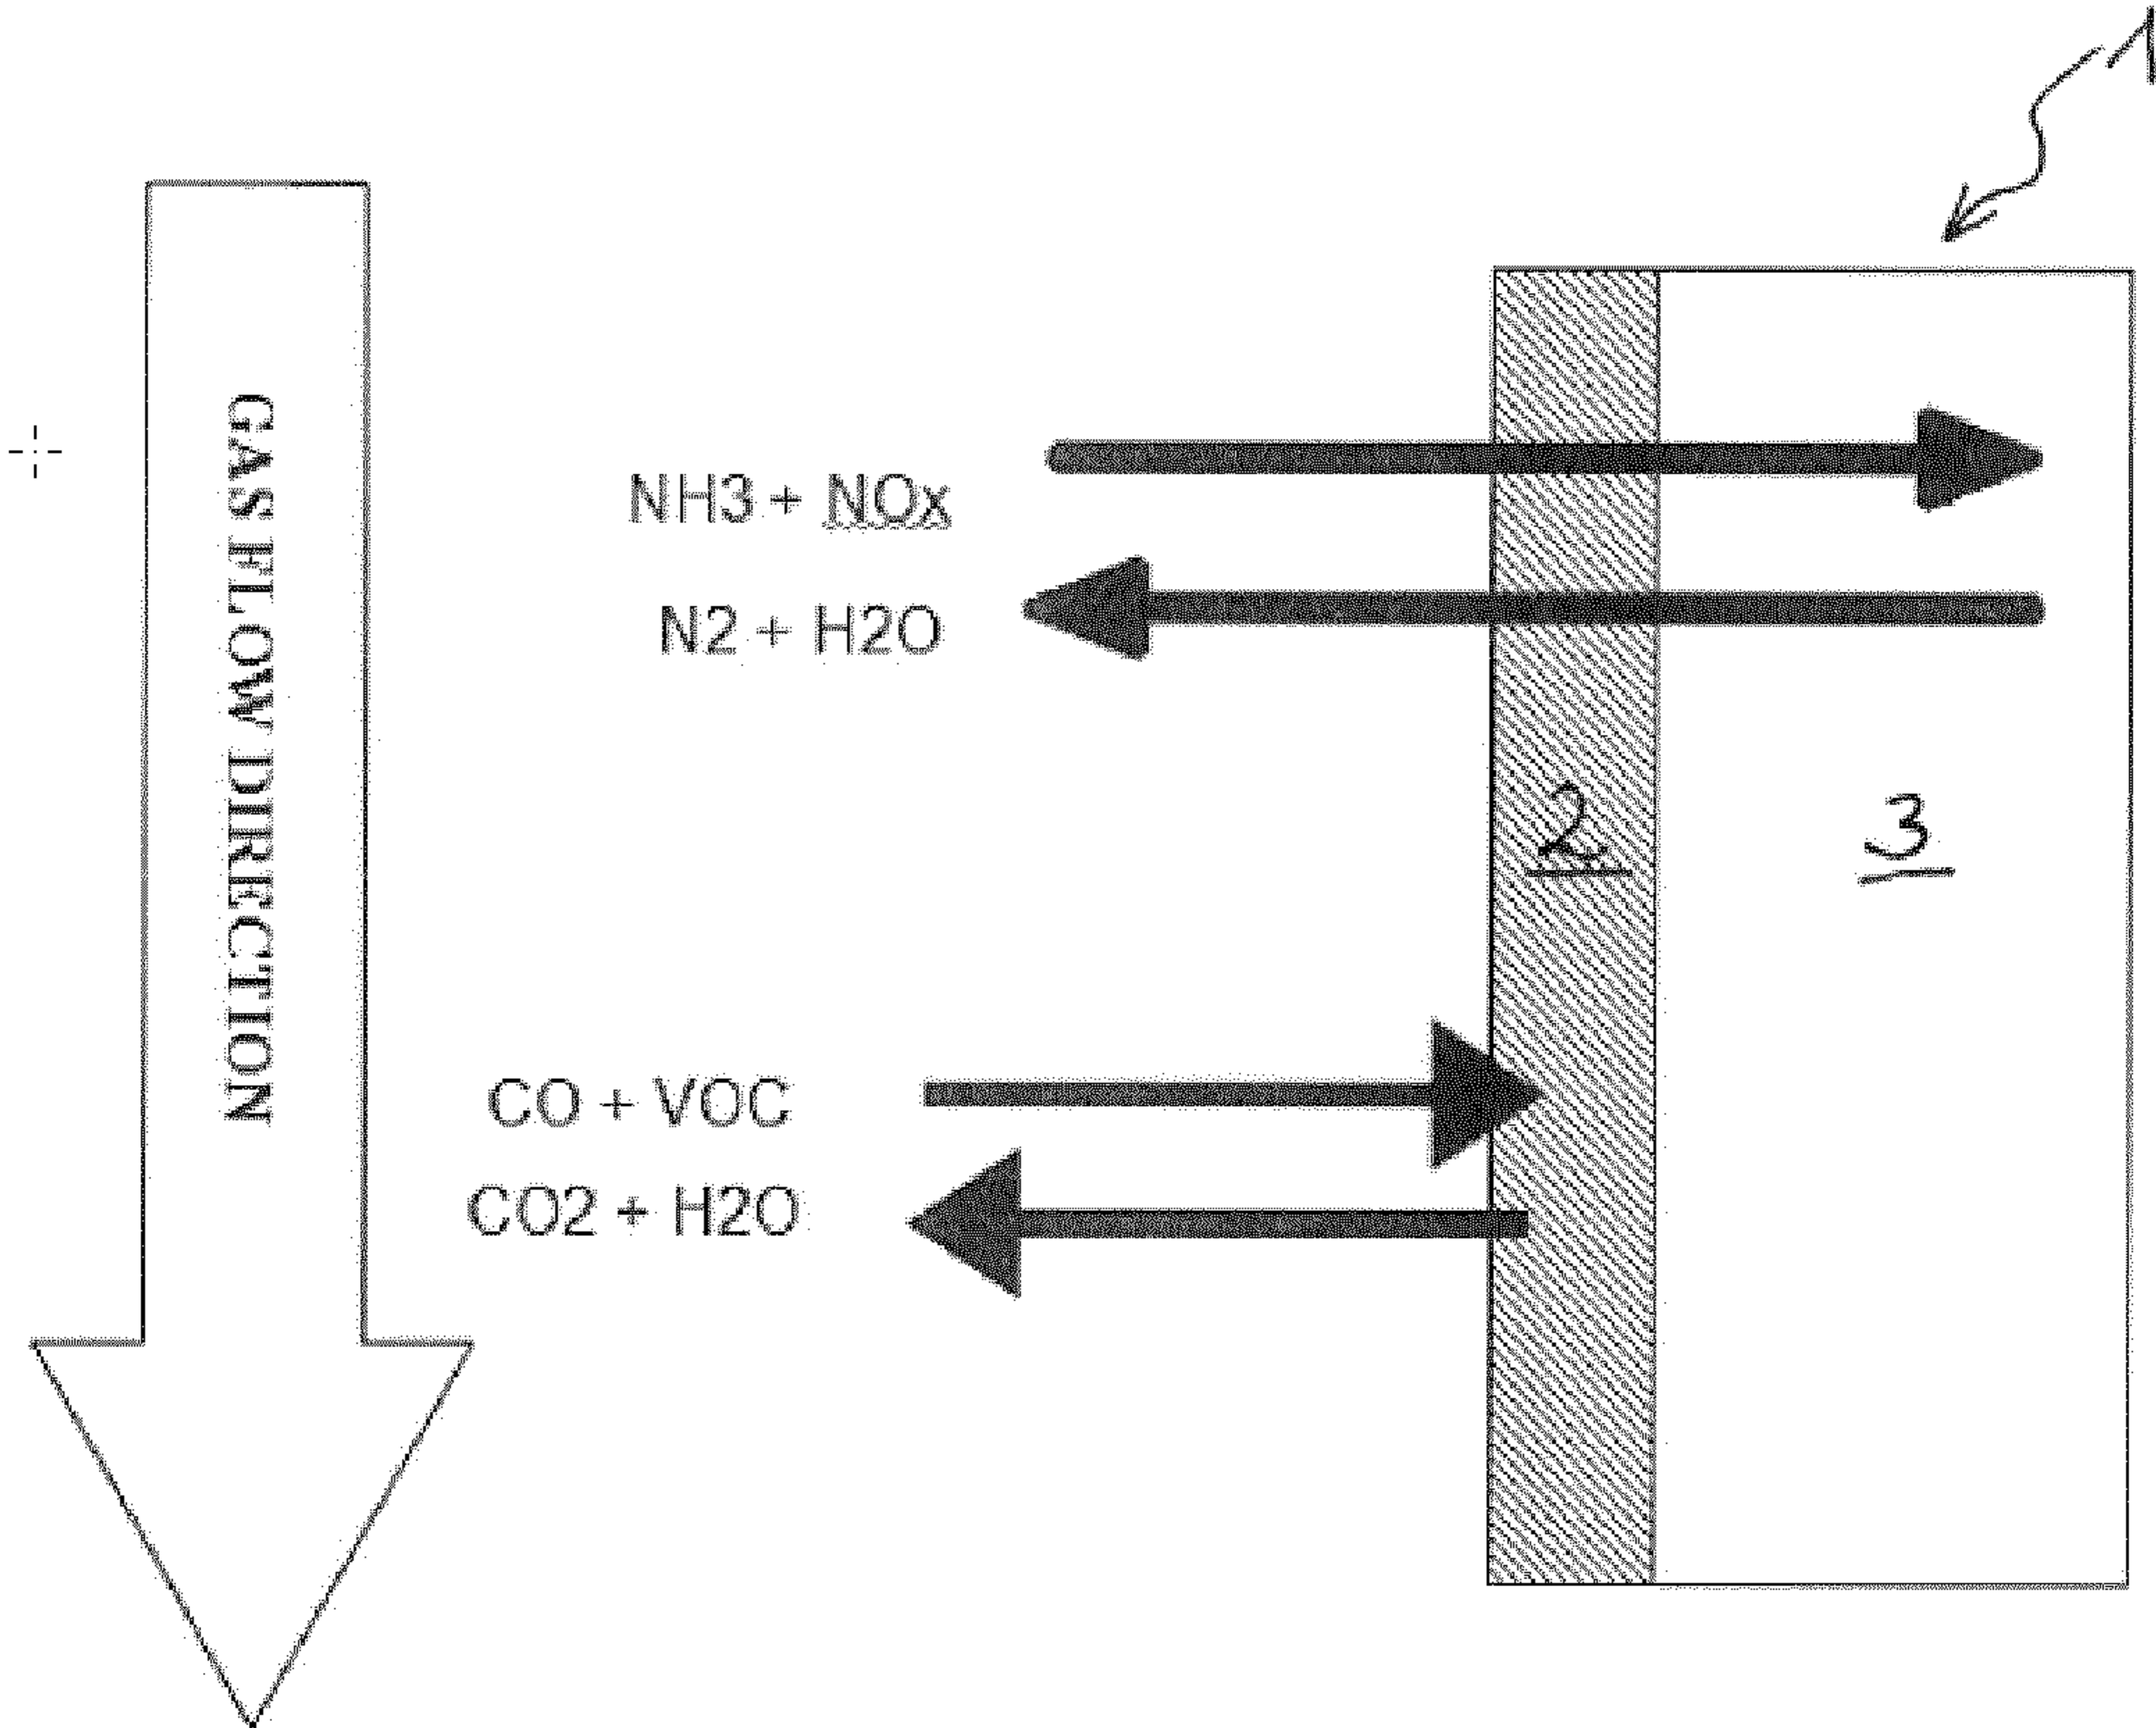 1
GAS FLOW DIRECTION
NH3 + NOx
N2 + H2O
2
3
CO + VOC
CO2 + H2O